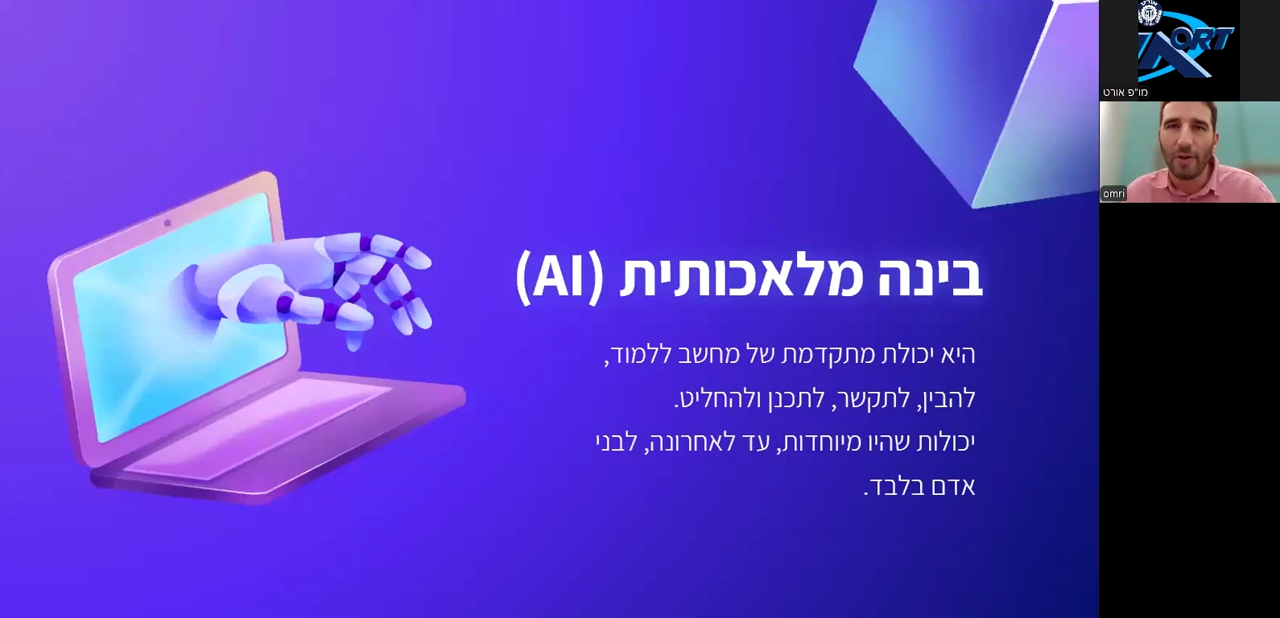 בינה מלאכותית (AI)
היא יכולת מתקדמת של מחשב ללמוד,
להבין, לתקשר, לתכנן ולהחליט.
יכולות שהיו מיוחדות, עד לאחרונה, לבני
אדם בלבד.
אורט
ORT
מו"פ אורט
omri